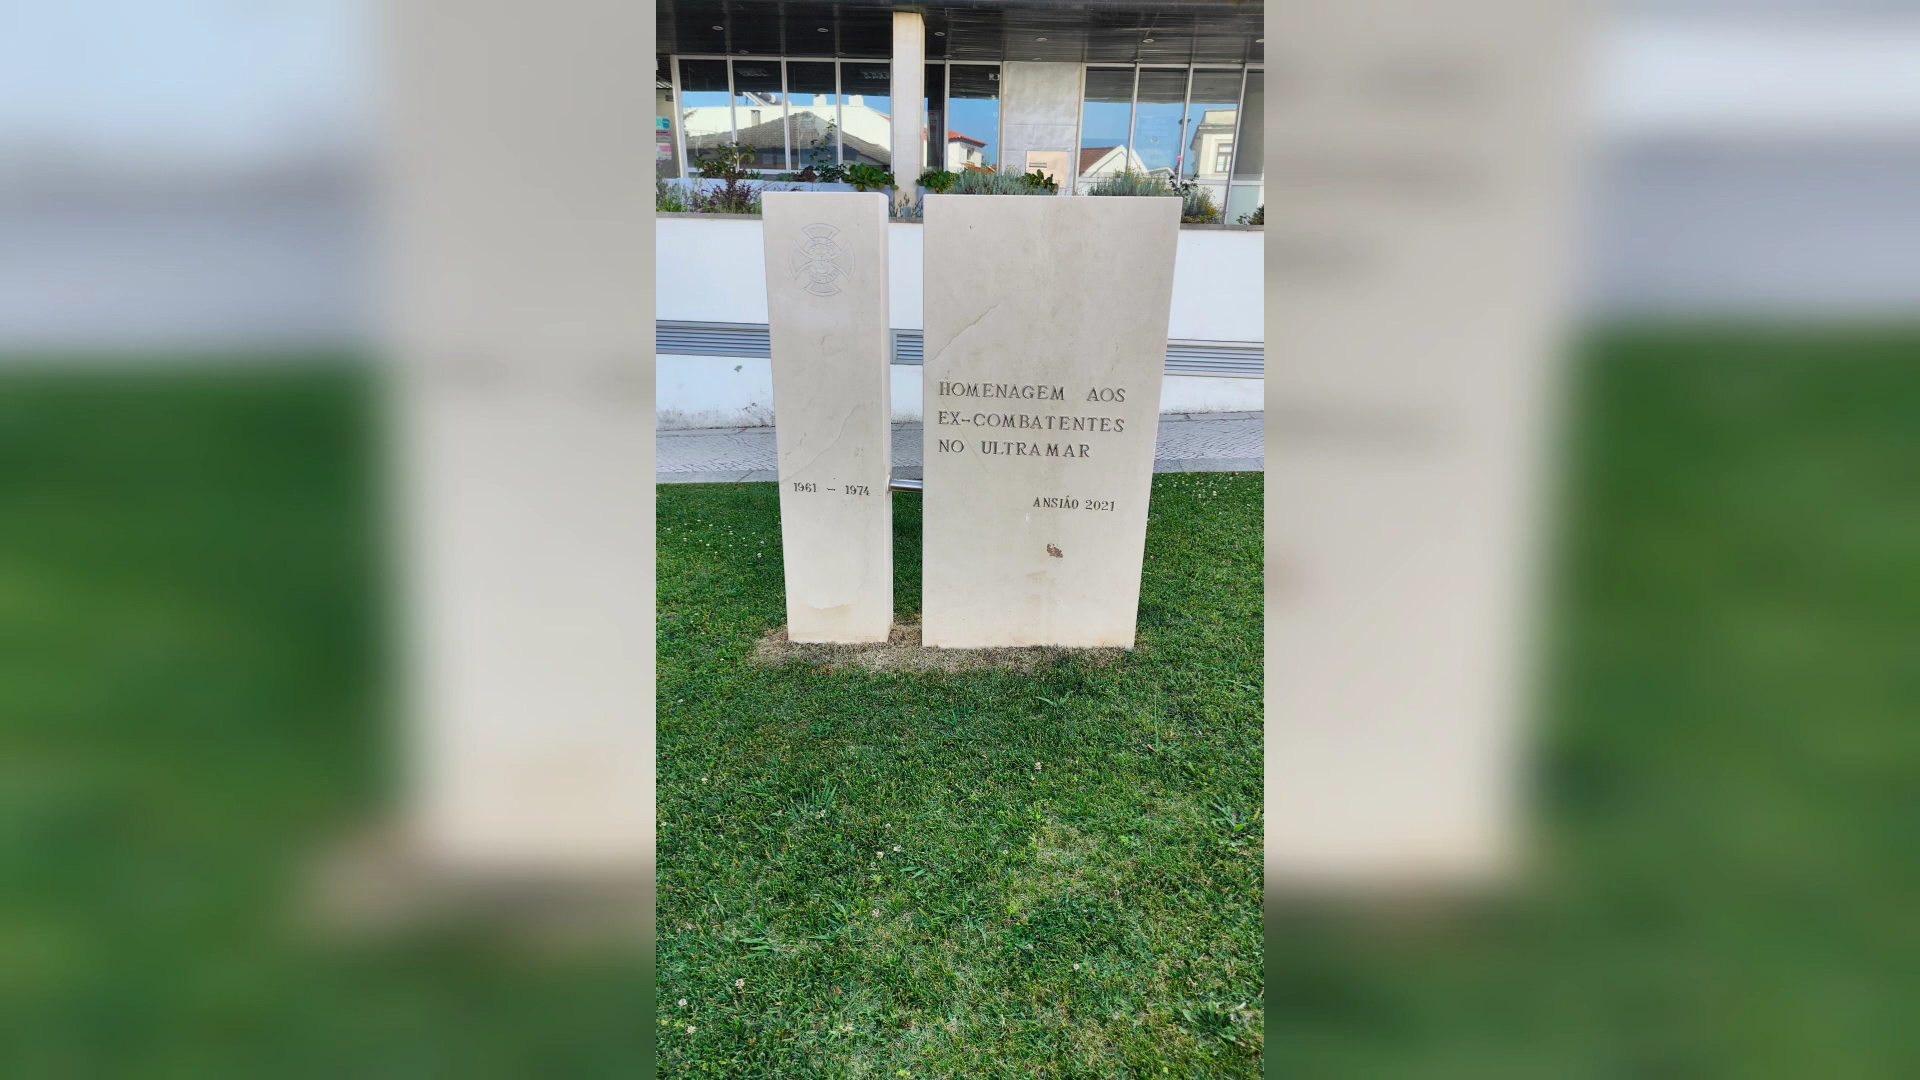 1961 - 1974
HOMENAGEM AOS
EX-COMBATENTES
NO ULTRAMAR
ANSIÃO 2021